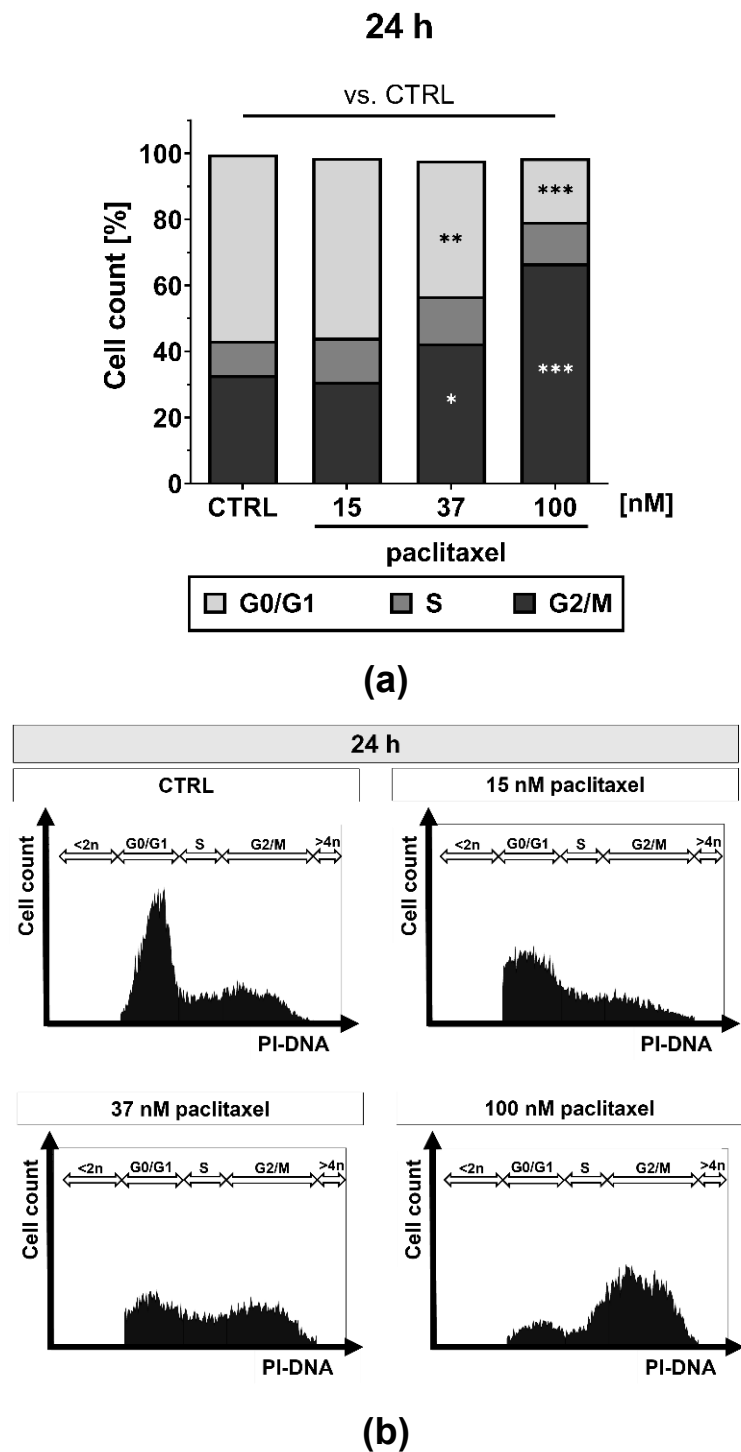 24 h
vs. CTRL
Cell count [%]
100
80
60
40
20
0
**
*
***
***
CTRL 15 37 100 [nM]
paclitaxel
G0/G1 S G2/M
(a)
24 h
CTRL
<2n G0/G1 S G2/M >4n
Cell count
PI-DNA
15 nM paclitaxel
<2n G0/G1 S G2/M >4n
Cell count
PI-DNA
37 nM paclitaxel
<2n G0/G1 S G2/M >4n
Cell count
PI-DNA
100 nM paclitaxel
<2n G0/G1 S G2/M >4n
Cell count
PI-DNA
(b)